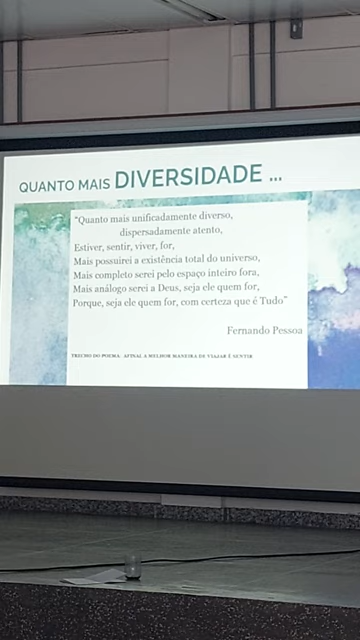 QUANTO MAIS DIVERSIDADE ...
“Quanto mais unificadamente diverso,
dispersadamente atento,
Estiver, sentir, viver, for,
Mais possuirei a existência total do universo,
Mais completo serei pelo espaço inteiro fora,
Mais análogo serei a Deus, seja ele quem for,
Porque, seja ele quem for, com certeza que é Tudo”
Fernando Pessoa
TRECHO DO POEMA: AFINAL A MELHOR MANEIRA DE VIAJAR É SENTIR